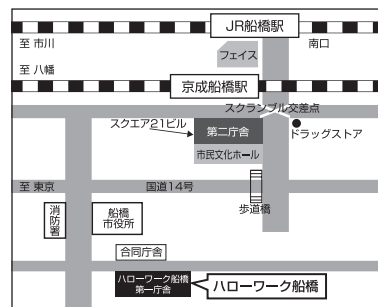 JR船橋駅
至 市川
南口
フェイス
至 八幡
京成船橋駅
スクランブル交差点
スクエア21ビル
第二庁舎
ドラッグストア
市民文化ホール
至 東京
国道14号
歩道橋
消防署
船橋
市役所
合同庁舎
ハローワーク船橋
第一庁舎
ハローワーク船橋